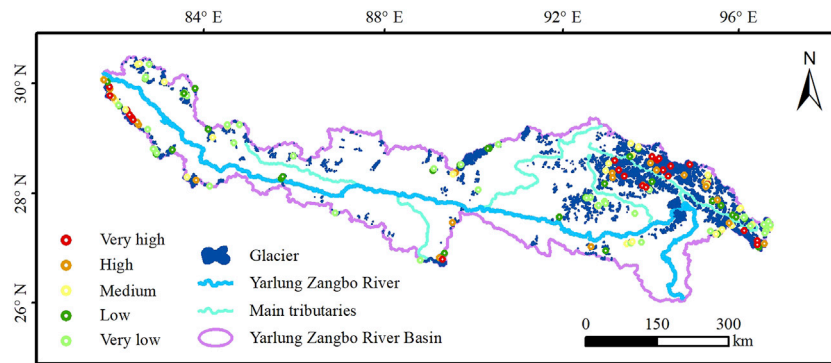 84° E 88° E 92° E 96° E
N
30° N
28° N
26° N
Very high
High
Medium
Low
Very low
Glacier
Yarlung Zangbo River
Main tributaries
Yarlung Zangbo River Basin
0 150 300
km